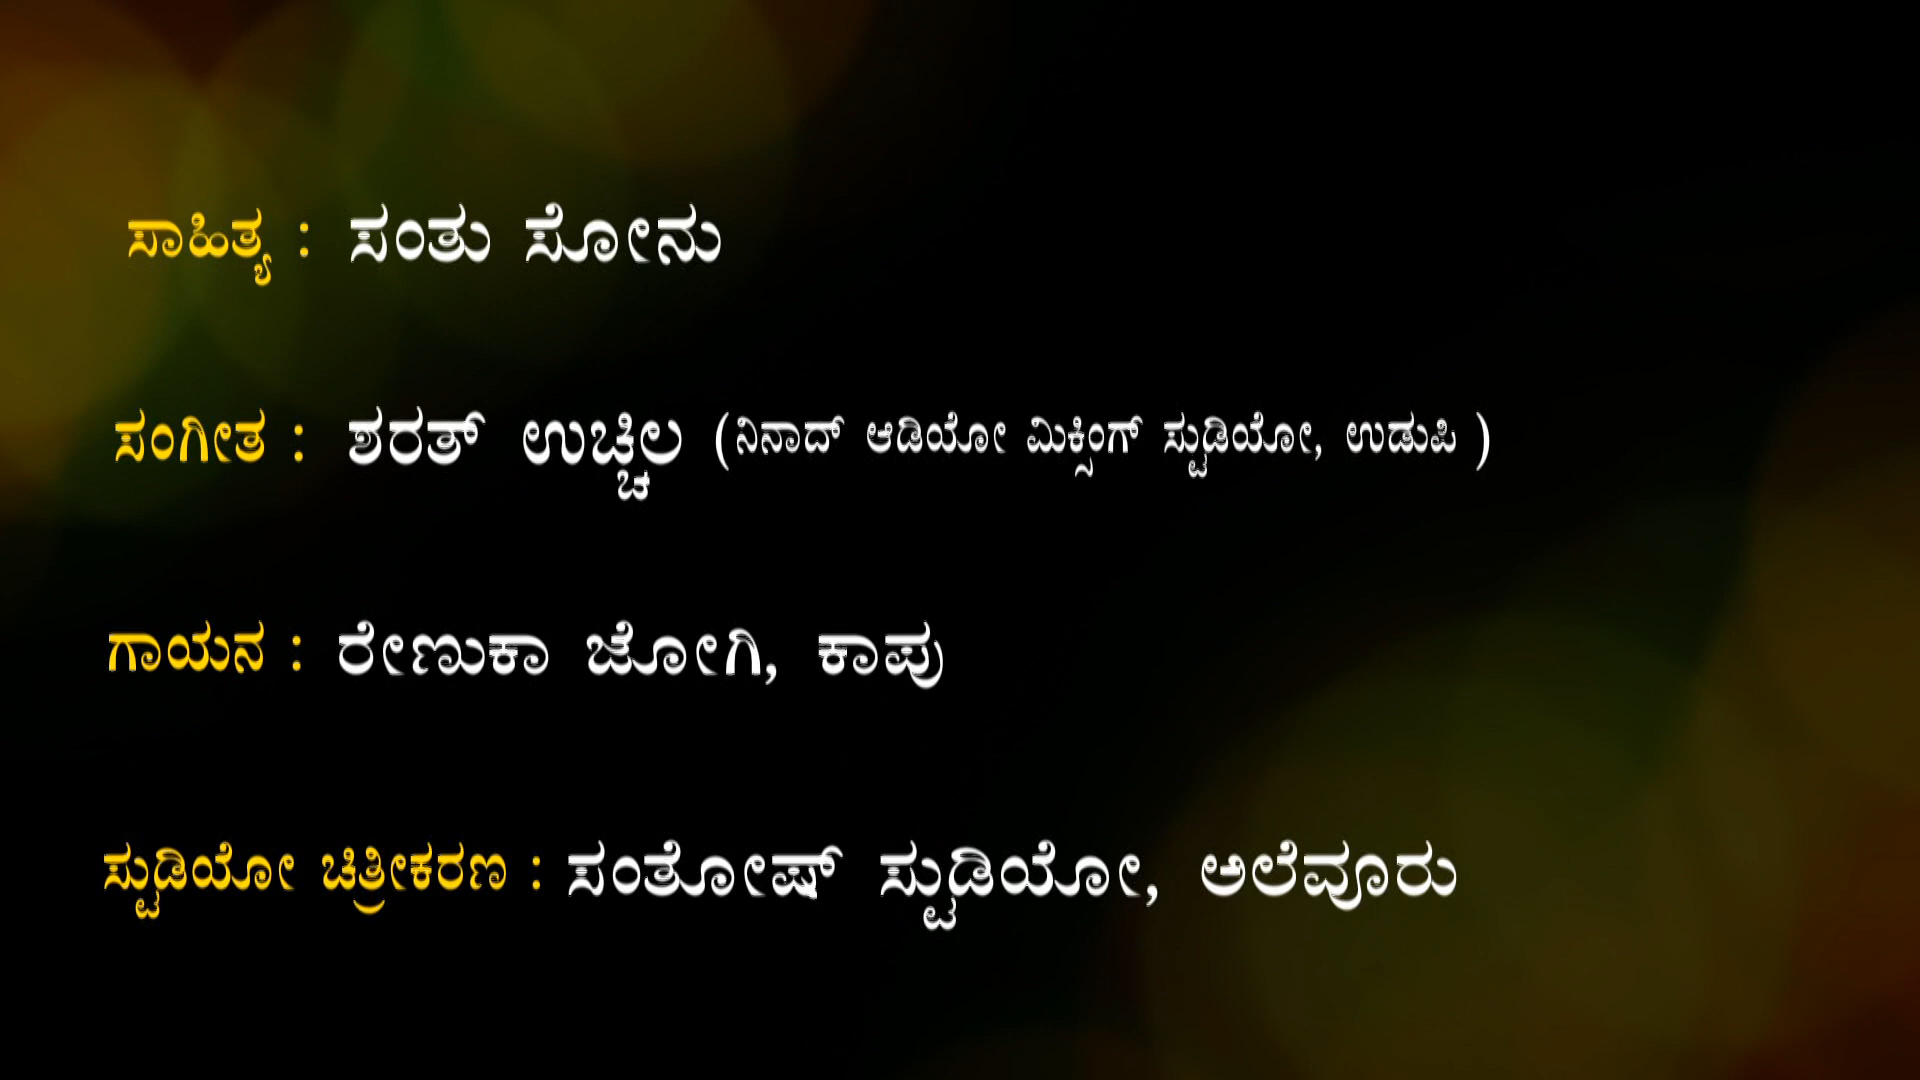 ಸಾಹಿತ್ಯ : ಸಂತು ಸೋನು
ಸಂಗೀತ : ಶರತ್ ಉಚ್ಚಿಲ (ನಿನಾದ್ ಆಡಿಯೋ ಮಿಕ್ಸಿಂಗ್ ಸ್ಟುಡಿಯೋ, ಉಡುಪಿ )
ಗಾಯನ : ರೇಣುಕಾ ಜೋಗಿ, ಕಾಪು
ಸ್ಟುಡಿಯೋ ಚಿತ್ರೀಕರಣ : ಸಂತೋಷ್ ಸ್ಟುಡಿಯೋ, ಅಲೆವೂರು